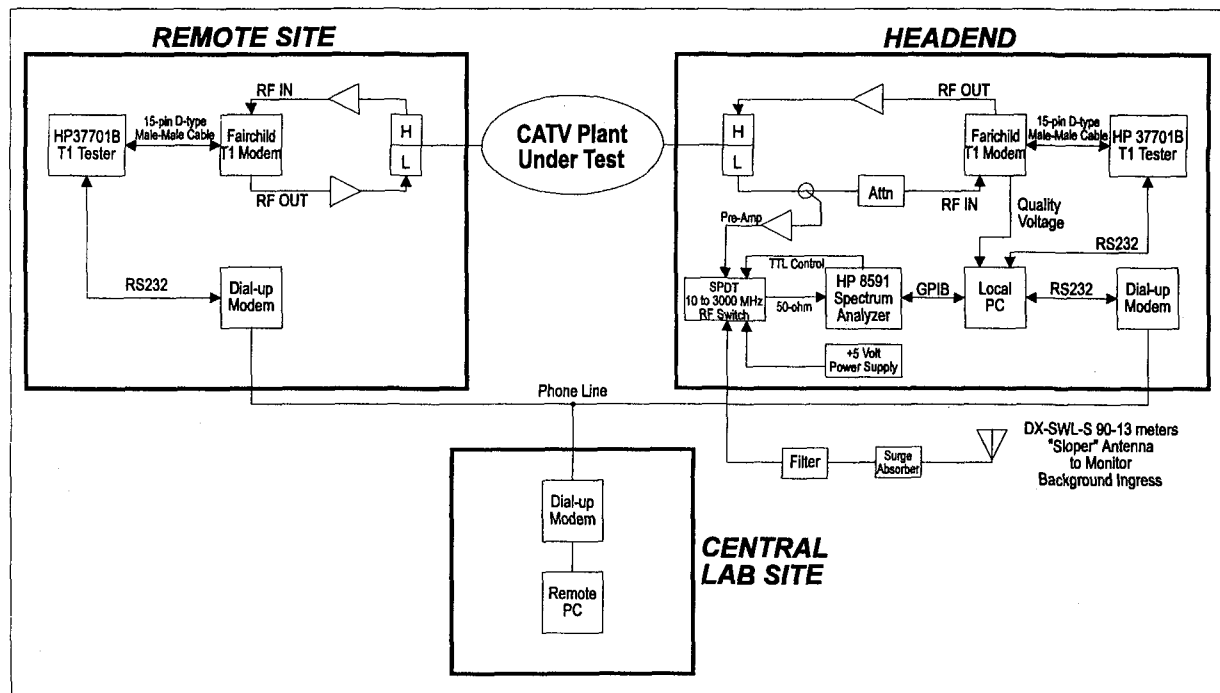 REMOTE SITE
RF IN
HP37701B
T1 Tester
15-pin D-type
Male-Male Cable
Fairchild
T1 Modem
H
L
RF OUT
RS232
Dial-up
Modem
CATV Plant
Under Test
HEADEND
RF OUT
H
L
Farichild
T1 Modem
15-pin D-type
Male-Male Cable
HP 37701B
T1 Tester
Attn
RF IN
Pre-Amp
Quality
Voltage
RS232
TTL Control
SPDT
10 to 3000 MHz
RF Switch
50-ohm
HP 8591
Spectrum
Analyzer
GPIB
Local
PC
RS232
Dial-up
Modem
+5 Volt
Power Supply
Phone Line
Filter
Surge
Absorber
DX-SWL-S 90-13 meters
"Sloper" Antenna
to Monitor
Background Ingress
Dial-up
Modem
Remote
PC
CENTRAL
LAB SITE